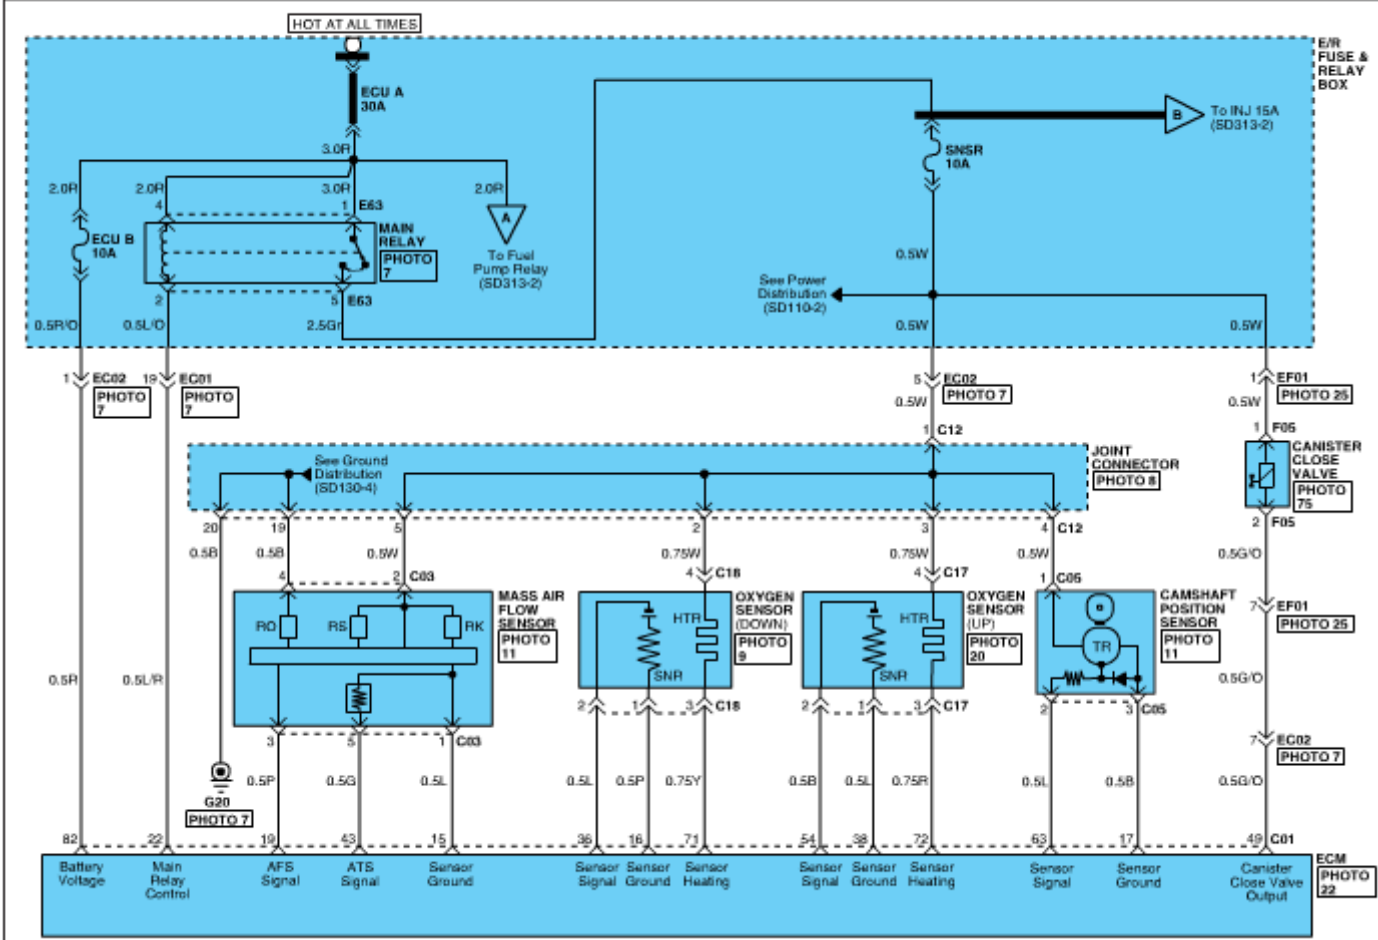 HOT AT ALL TIMES
E/R
FUSE &
RELAY
BOX
ECU A
30A
B
To INJ 15A
(SD313-2)
3.0R
SNSR
10A
2.0R
2.0R
3.0R
2.0R
4
1
E63
A
ECU B
10A
MAIN
RELAY
PHOTO
7
To Fuel
Pump Relay
(SD313-2)
0.5W
See Power
Distribution
(SD110-2)
2
5
E63
0.5R/O
0.5L/O
2.5Gr
0.5W
0.5W
1
EC02
PHOTO
7
19
EC01
PHOTO
7
5
EC02
PHOTO 7
1
EF01
PHOTO 25
0.5W
0.5W
1
C12
1
F05
See Ground
Distribution
(SD130-4)
JOINT
CONNECTOR
PHOTO 8
CANISTER
CLOSE
VALVE
PHOTO
75
20
19
5
2
3
4
C12
2
F05
0.5B
0.5B
0.5W
0.75W
0.75W
0.5W
0.5G/O
4
2
C03
4
C18
4
C17
1
C05
MASS AIR
FLOW
SENSOR
PHOTO
11
OXYGEN
SENSOR
(DOWN)
PHOTO
9
OXYGEN
SENSOR
(UP)
PHOTO
20
CAMSHAFT
POSITION
SENSOR
PHOTO
11
7
EF01
PHOTO 25
RO
RS
RK
HTR
SNR
HTR
SNR
TR
0.5R
0.5L/R
0.5G/O
3
5
1
C03
2
1
3
C18
2
1
3
C17
2
3
C05
7
EC02
PHOTO 7
G20
PHOTO 7
0.5P
0.5G
0.5L
0.5L
0.5P
0.75Y
0.5B
0.5L
0.75R
0.5L
0.5B
0.5G/O
82
22
19
43
15
36
16
71
54
38
72
63
17
49
C01
Battery
Voltage
Main
Relay
Control
AFS
Signal
ATS
Signal
Sensor
Ground
Sensor
Signal
Sensor
Ground
Sensor
Heating
Sensor
Signal
Sensor
Ground
Sensor
Heating
Sensor
Signal
Sensor
Ground
Canister
Close Valve
Output
ECM
PHOTO
22